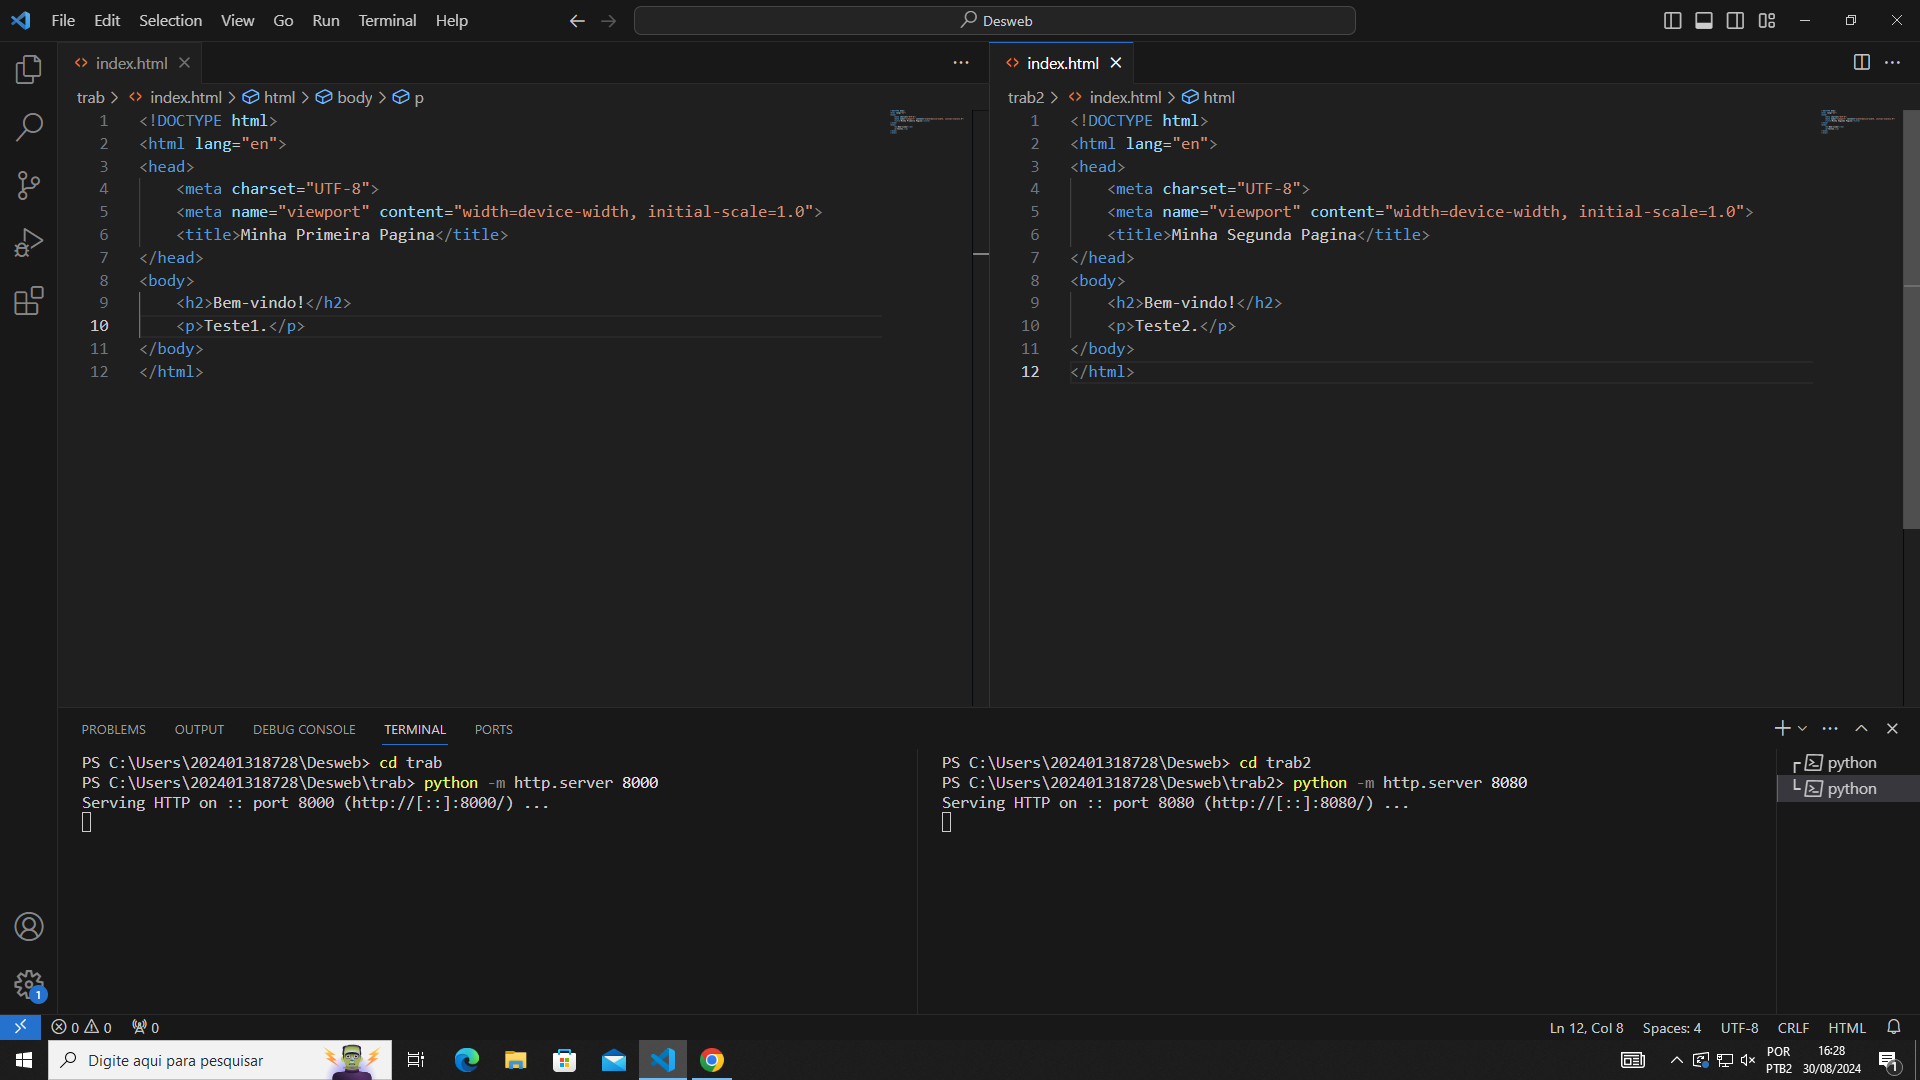 File Edit Selection View Go Run Terminal Help
Desweb
index.html
trab > index.html > html > body > p
1 <!DOCTYPE html>
2 <html lang="en">
3 <head>
4 <meta charset="UTF-8">
5 <meta name="viewport" content="width=device-width, initial-scale=1.0">
6 <title>Minha Primeira Pagina</title>
7 </head>
8 <body>
9 <h2>Bem-vindo!</h2>
10 <p>Teste1.</p>
11 </body>
12 </html>
index.html
trab2 > index.html > html
1 <!DOCTYPE html>
2 <html lang="en">
3 <head>
4 <meta charset="UTF-8">
5 <meta name="viewport" content="width=device-width, initial-scale=1.0">
6 <title>Minha Segunda Pagina</title>
7 </head>
8 <body>
9 <h2>Bem-vindo!</h2>
10 <p>Teste2.</p>
11 </body>
12 </html>
PROBLEMS OUTPUT DEBUG CONSOLE TERMINAL PORTS
PS C:\Users\202401318728\Desweb> cd trab
PS C:\Users\202401318728\Desweb\trab> python -m http.server 8000
Serving HTTP on :: port 8000 (http://[::]:8000/) ...
PS C:\Users\202401318728\Desweb> cd trab2
PS C:\Users\202401318728\Desweb\trab2> python -m http.server 8080
Serving HTTP on :: port 8080 (http://[::]:8080/) ...
python
python
1
0 0 0
Ln 12, Col 8 Spaces: 4 UTF-8 CRLF HTML
Digite aqui para pesquisar
POR
PTB2
16:28
30/08/2024
1